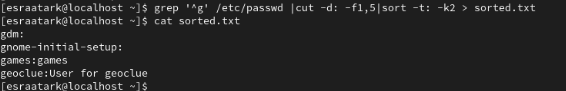 [esraatark@localhost ~]$ grep '^g' /etc/passwd |cut -d: -f1,5|sort -t: -k2 > sorted.txt
[esraatark@localhost ~]$ cat sorted.txt
gdm:
gnome-initial-setup:
games:games
geoclue:User for geoclue
[esraatark@localhost ~]$